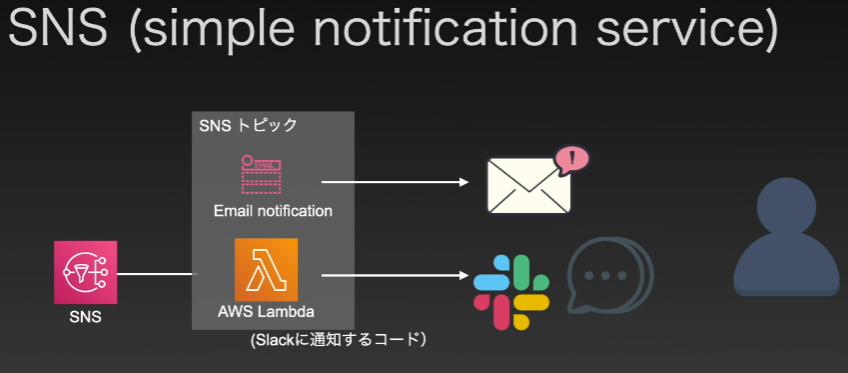 SNS (simple notification service)
SNS トピック
EMAIL
Email notification
SNS
AWS Lambda
(Slackに通知するコード)